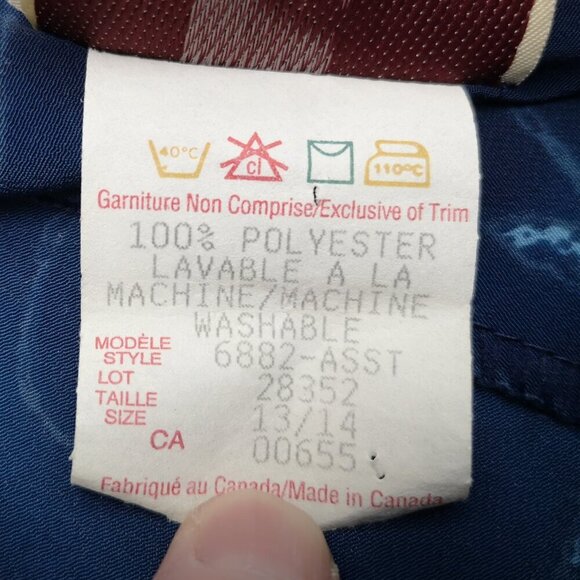 40°C cl 110°C
Garniture Non Comprise/Exclusive of Trim
100% POLYESTER
LAVABLE A LA
MACHINE/MACHINE
WASHABLE
MODÈLE
STYLE 6882-ASST
LOT 28352
TAILLE
SIZE 13/14
CA 00655
Fabriqué au Canada/Made in Canada